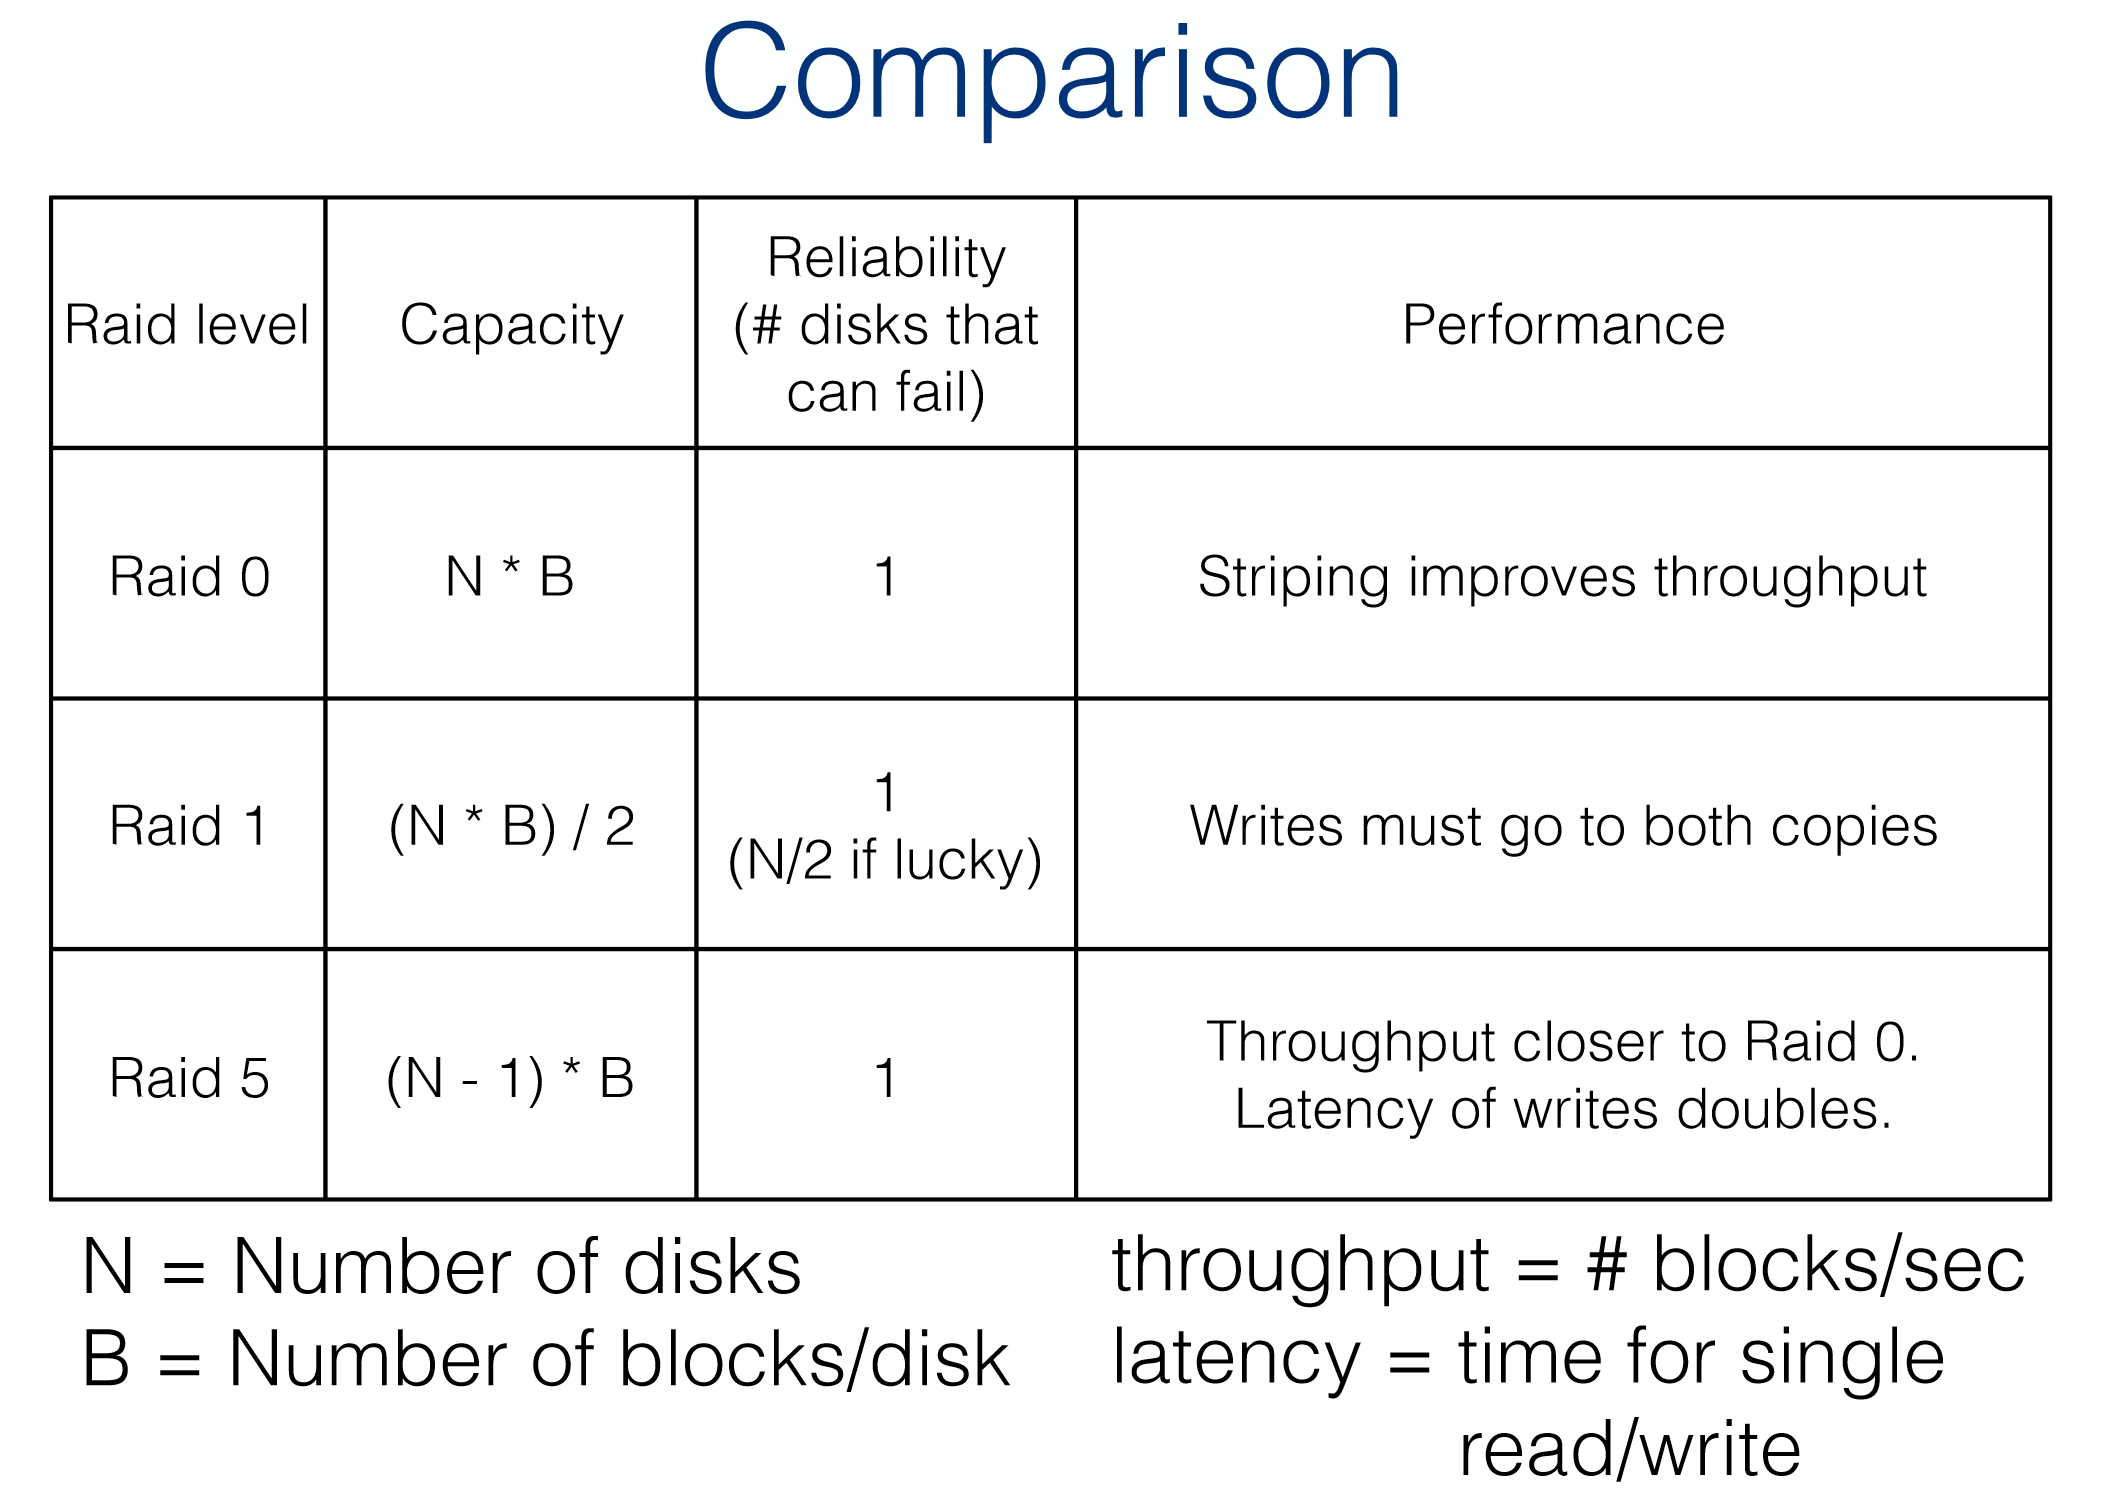 Comparison
Raid level
Capacity
Reliability
(# disks that
can fail)
Performance
Raid 0
N * B
1
Striping improves throughput
Raid 1
(N * B) / 2
1
(N/2 if lucky)
Writes must go to both copies
Raid 5
(N - 1) * B
1
Throughput closer to Raid 0.
Latency of writes doubles.
N = Number of disks
B = Number of blocks/disk
throughput = # blocks/sec
latency = time for single
read/write